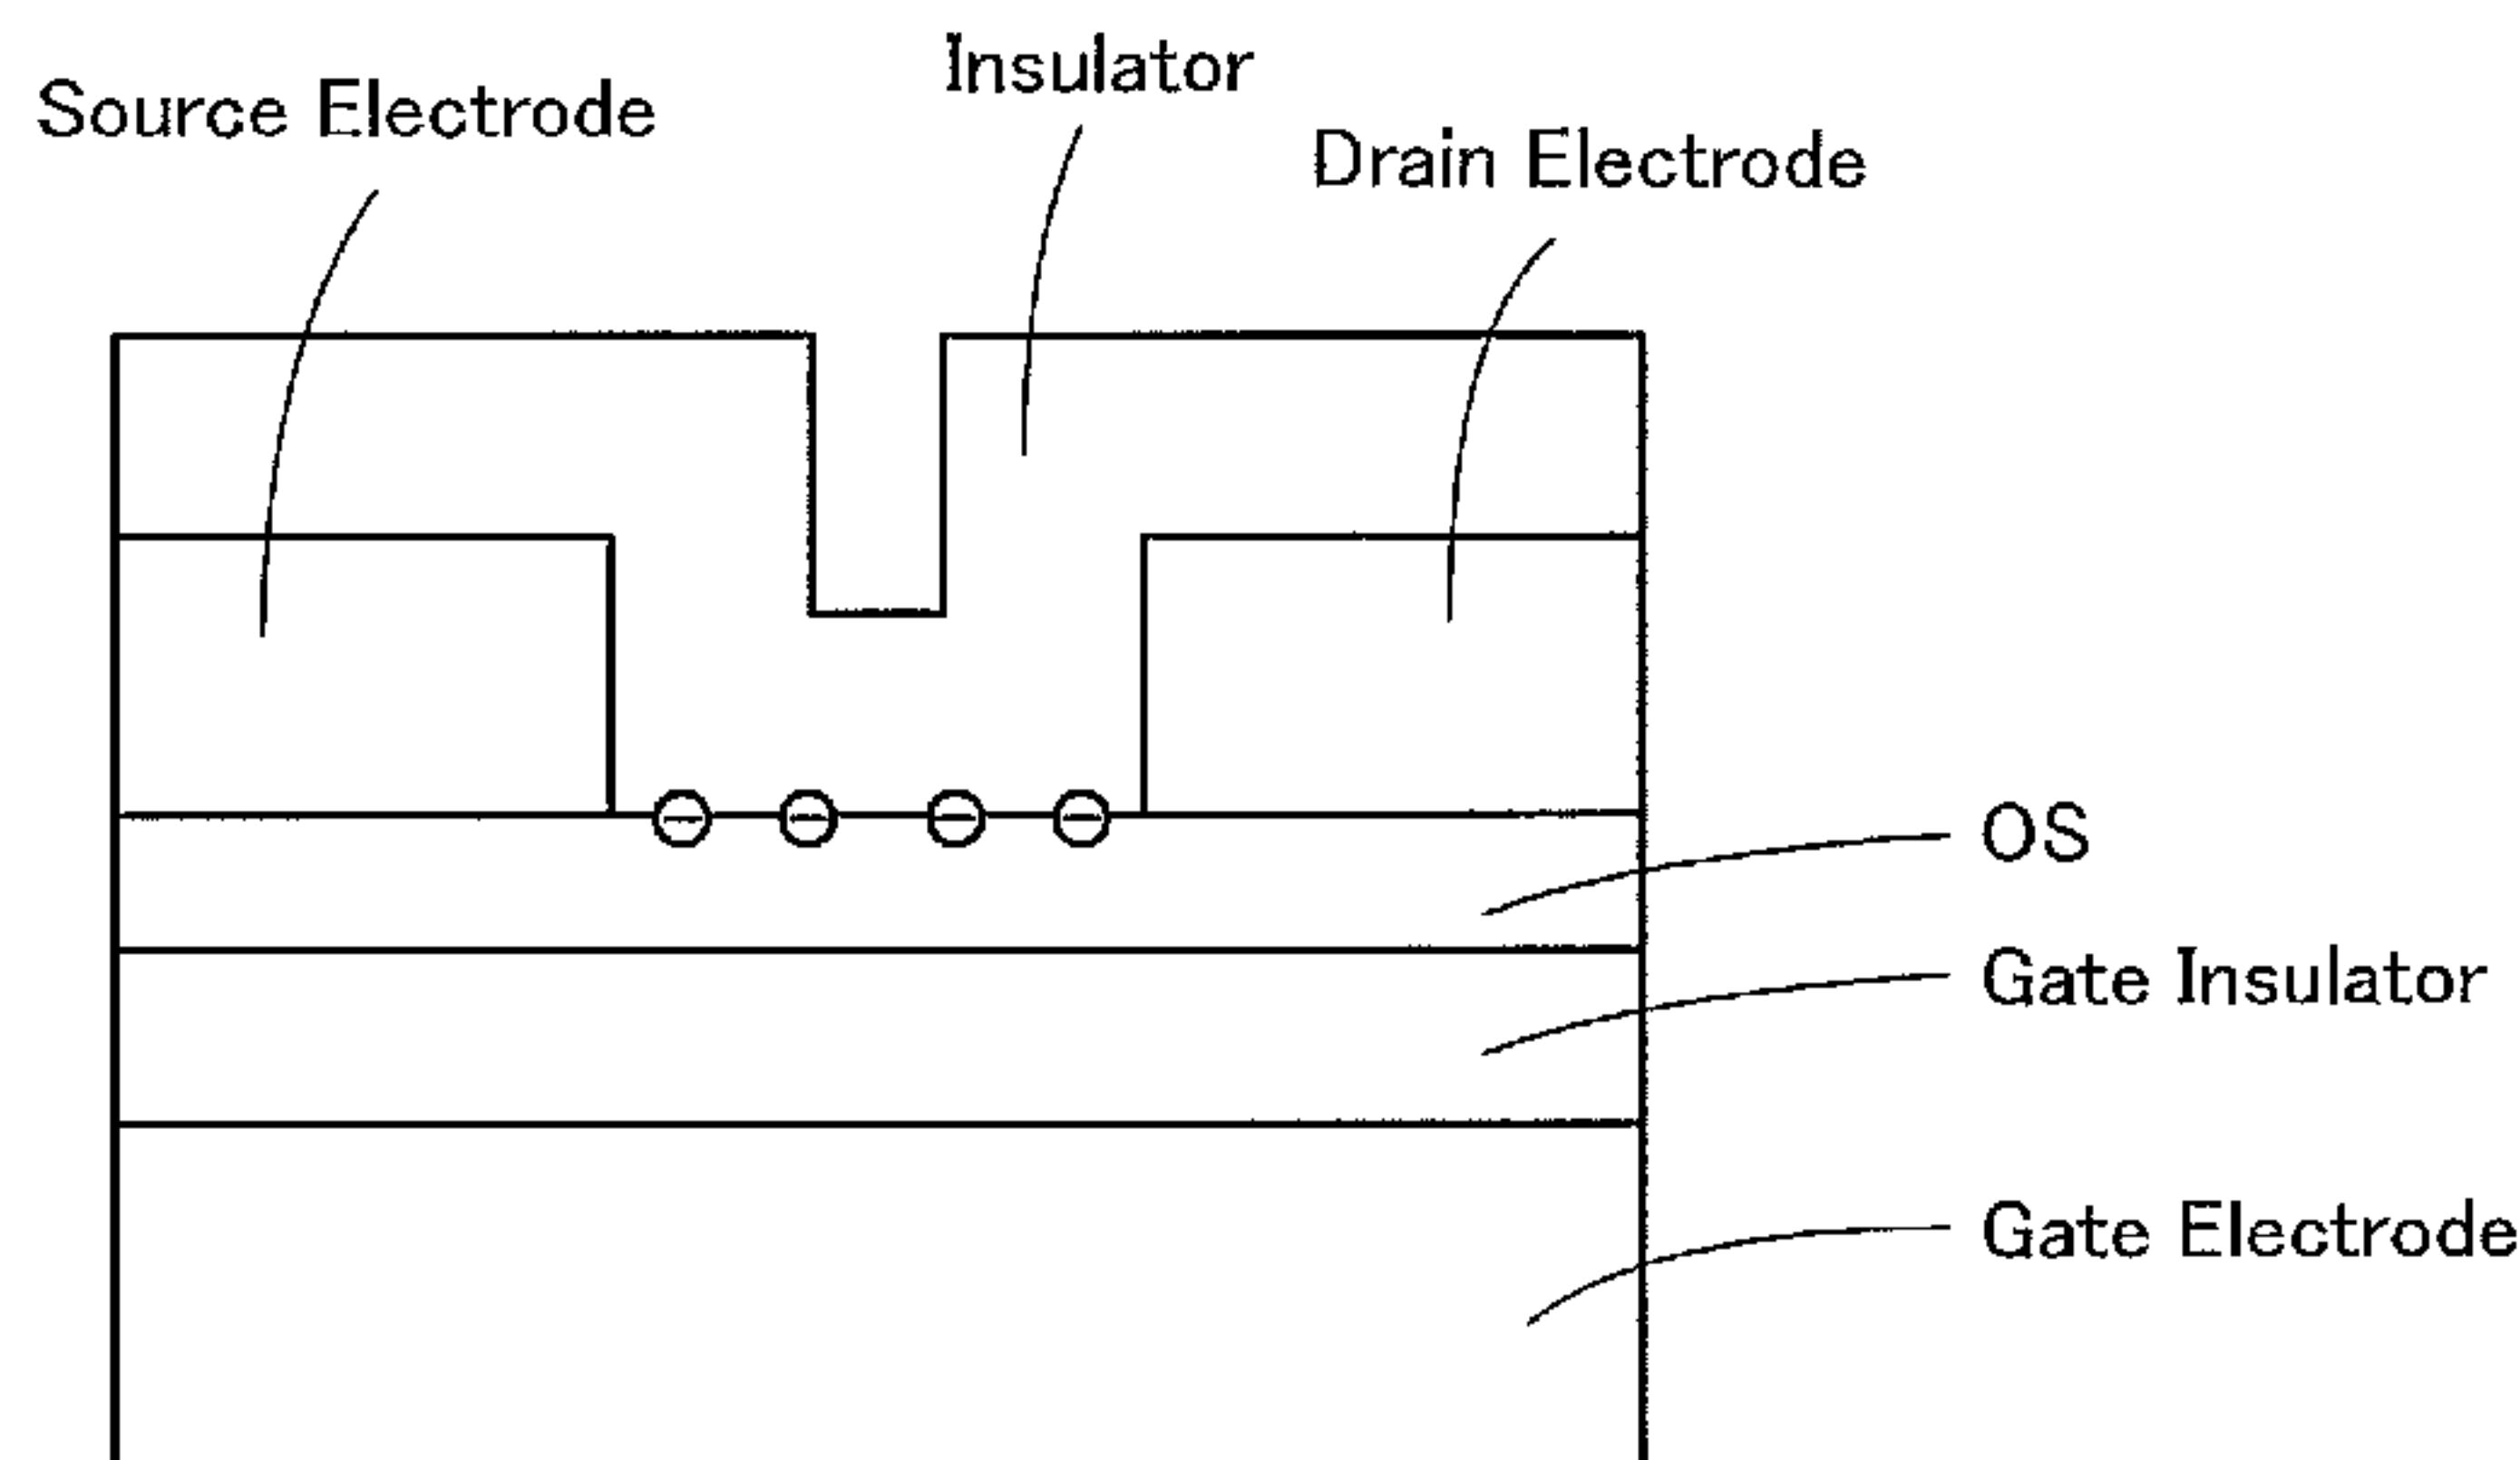 Insulator
Source Electrode
Drain Electrode
OS
Gate Insulator
Gate Electrode